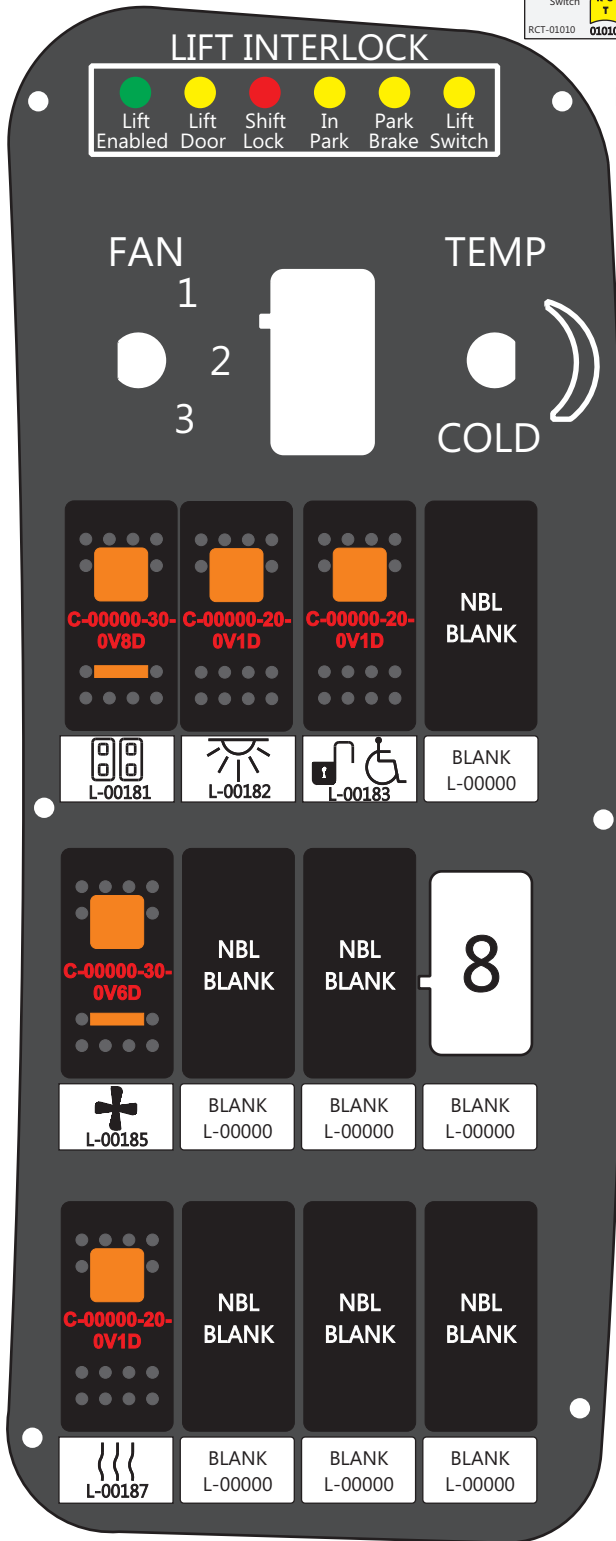 Switch
T
RCT-01010 01010
LIFT INTERLOCK
Lift Enabled
Lift Door
Shift Lock
In Park
Park Brake
Lift Switch
FAN
TEMP
1
2
3
COLD
C-00000-30-
0V8D
C-00000-20-
0V1D
C-00000-20-
0V1D
NBL
BLANK
L-00181
L-00182
L-00183
BLANK
L-00000
C-00000-30-
0V6D
NBL
BLANK
NBL
BLANK
8
L-00185
BLANK
L-00000
BLANK
L-00000
BLANK
L-00000
C-00000-20-
0V1D
NBL
BLANK
NBL
BLANK
NBL
BLANK
L-00187
BLANK
L-00000
BLANK
L-00000
BLANK
L-00000